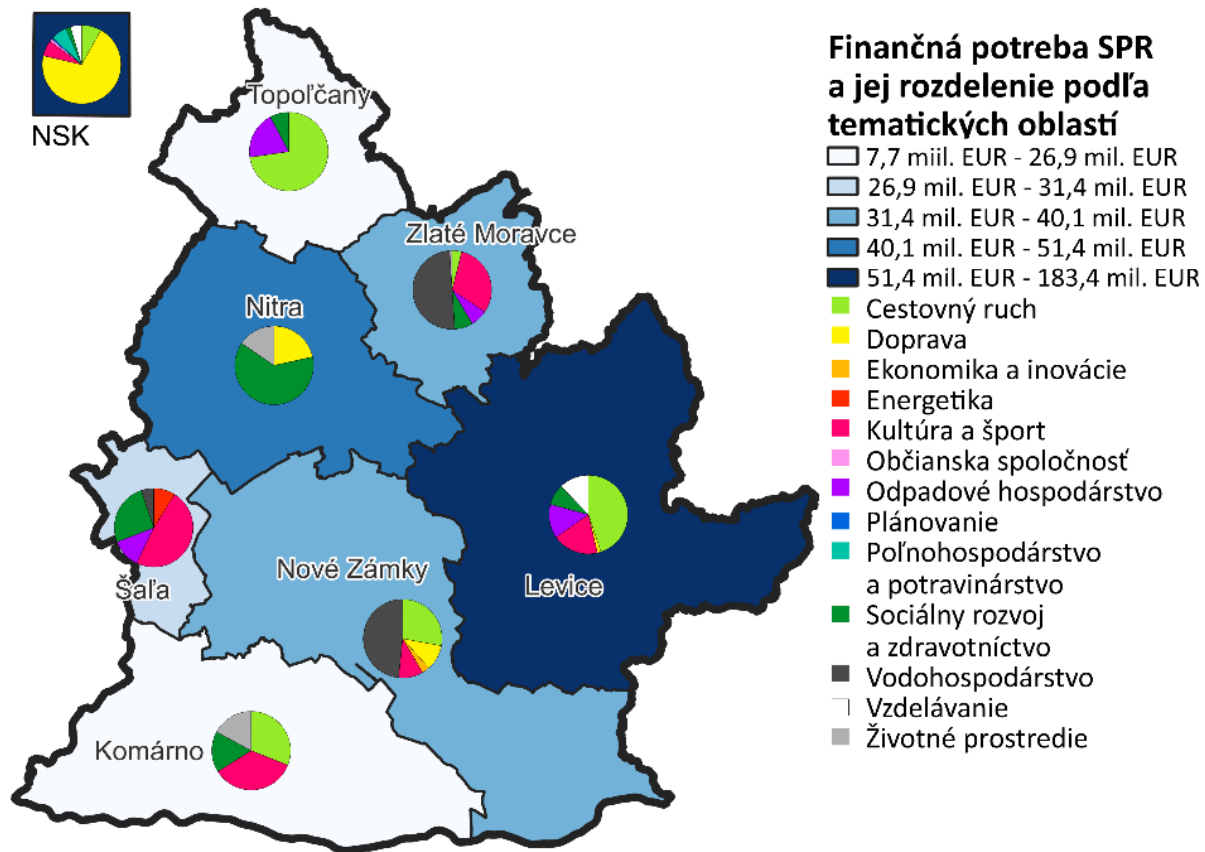 NSK
Topoľčany
Zlaté Moravce
Nitra
Šaľa
Nové Zámky
Levice
Komárno
Finančná potreba SPR
a jej rozdelenie podľa
tematických oblastí
7,7 miil. EUR - 26,9 mil. EUR
26,9 mil. EUR - 31,4 mil. EUR
31,4 mil. EUR - 40,1 mil. EUR
40,1 mil. EUR - 51,4 mil. EUR
51,4 mil. EUR - 183,4 mil. EUR
Cestovný ruch
Doprava
Ekonomika a inovácie
Energetika
Kultúra a šport
Občianska spoločnosť
Odpadové hospodárstvo
Plánovanie
Poľnohospodárstvo
a potravinárstvo
Sociálny rozvoj
a zdravotníctvo
Vodohospodárstvo
Vzdelávanie
Životné prostredie